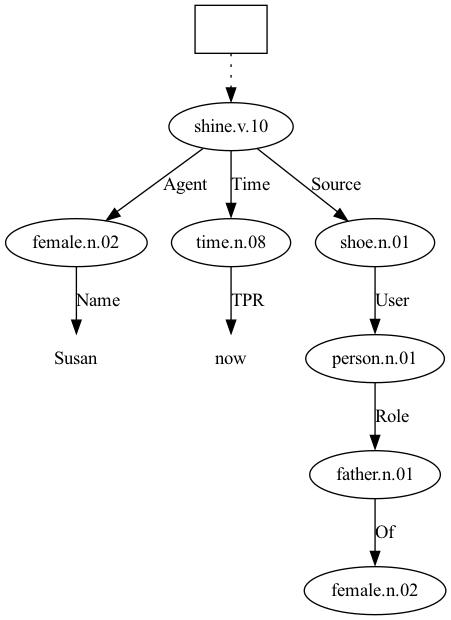 shine.v.10
Agent Time Source
female.n.02 time.n.08 shoe.n.01
Name TPR User
Susan now person.n.01
Role
father.n.01
Of
female.n.02